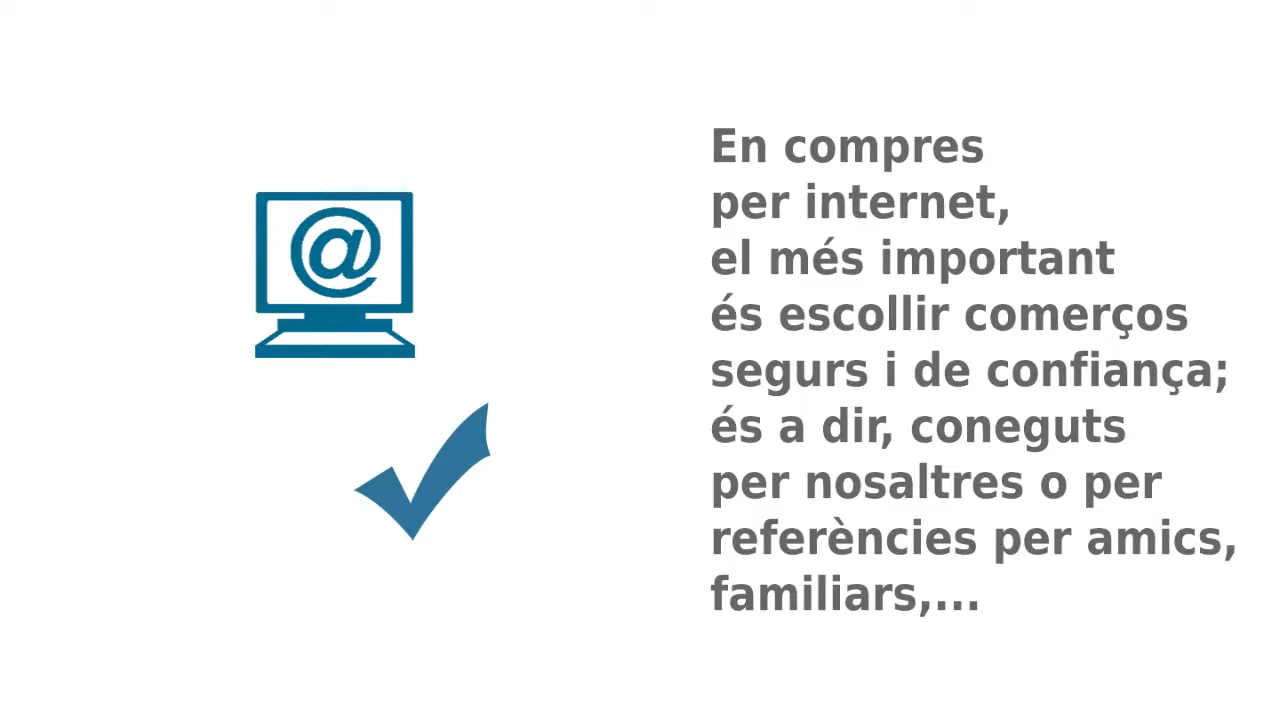 @
En compres
per internet,
el més important
és escollir comerços
segurs i de confiança;
és a dir, coneguts
per nosaltres o per
referències per amics,
familiars,...